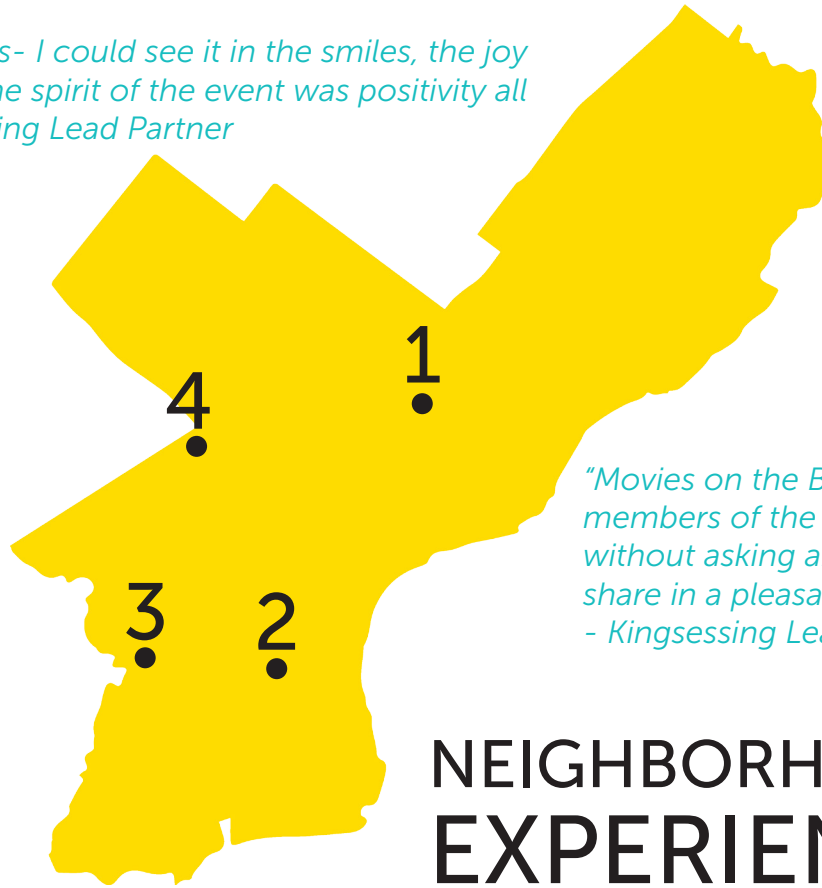 s- I could see it in the smiles, the joy
e spirit of the event was positivity all
ing Lead Partner
1
4
"Movies on the B
members of the
without asking a
share in a pleasa
- Kingsessing Lea
3
2
NEIGHBORH
EXPERIEN